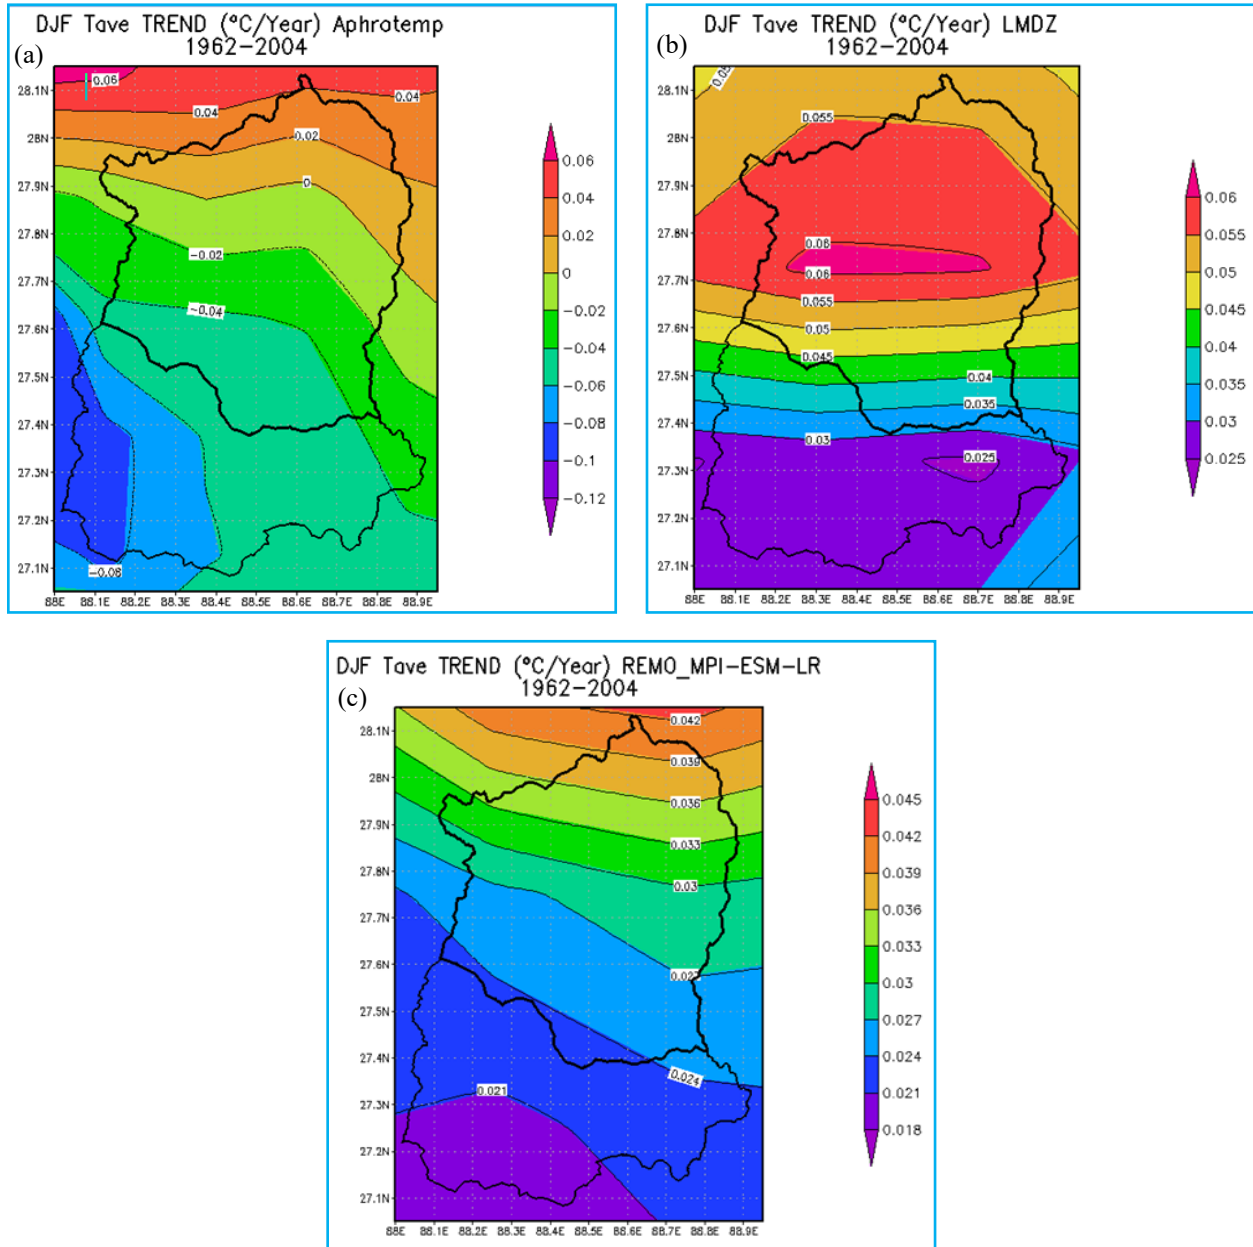 DJF Tave TREND (°C/Year) Aphrotemp
1962−2004
(a)
28.1N
28N
27.9N
27.8N
27.7N
27.6N
27.5N
27.4N
27.3N
27.2N
27.1N
88E 88.1E 88.2E 88.3E 88.4E 88.5E 88.6E 88.7E 88.8E 88.9E
0.06
0.04
0.04
0.02
0
−0.02
−0.04
−0.08
0.06
0.04
0.02
0
−0.02
−0.04
−0.06
−0.08
−0.1
−0.12
DJF Tave TREND (°C/Year) LMDZ
1962−2004
(b)
28.1N
28N
27.9N
27.8N
27.7N
27.6N
27.5N
27.4N
27.3N
27.2N
27.1N
88E 88.1E 88.2E 88.3E 88.4E 88.5E 88.6E 88.7E 88.8E 88.9E
0.05
0.055
0.06
0.06
0.055
0.05
0.045
0.04
0.035
0.03
0.025
0.06
0.055
0.05
0.045
0.04
0.035
0.03
0.025
DJF Tave TREND (°C/Year) REMO_MPI−ESM−LR
1962−2004
(c)
28.1N
28N
27.9N
27.8N
27.7N
27.6N
27.5N
27.4N
27.3N
27.2N
27.1N
88E 88.1E 88.2E 88.3E 88.4E 88.5E 88.6E 88.7E 88.8E 88.9E
0.042
0.039
0.036
0.033
0.03
0.027
0.024
0.021
0.045
0.042
0.039
0.036
0.033
0.03
0.027
0.024
0.021
0.018